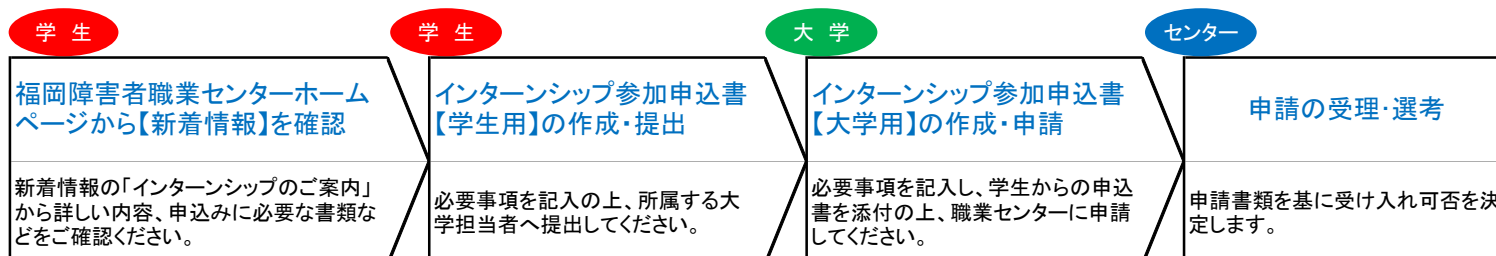 学 生
福岡障害者職業センターホーム
ページから【新着情報】を確認
新着情報の「インターンシップのご案内」
から詳しい内容、申込みに必要な書類な
どをご確認ください。
学 生
インターンシップ参加申込書
【学生用】の作成・提出
必要事項を記入の上、所属する大
学担当者へ提出してください。
大 学
インターンシップ参加申込書
【大学用】の作成・申請
必要事項を記入し、学生からの申込
書を添付の上、職業センターに申請
してください。
センター
申請の受理・選考
申請書類を基に受け入れ可否を決
定します。